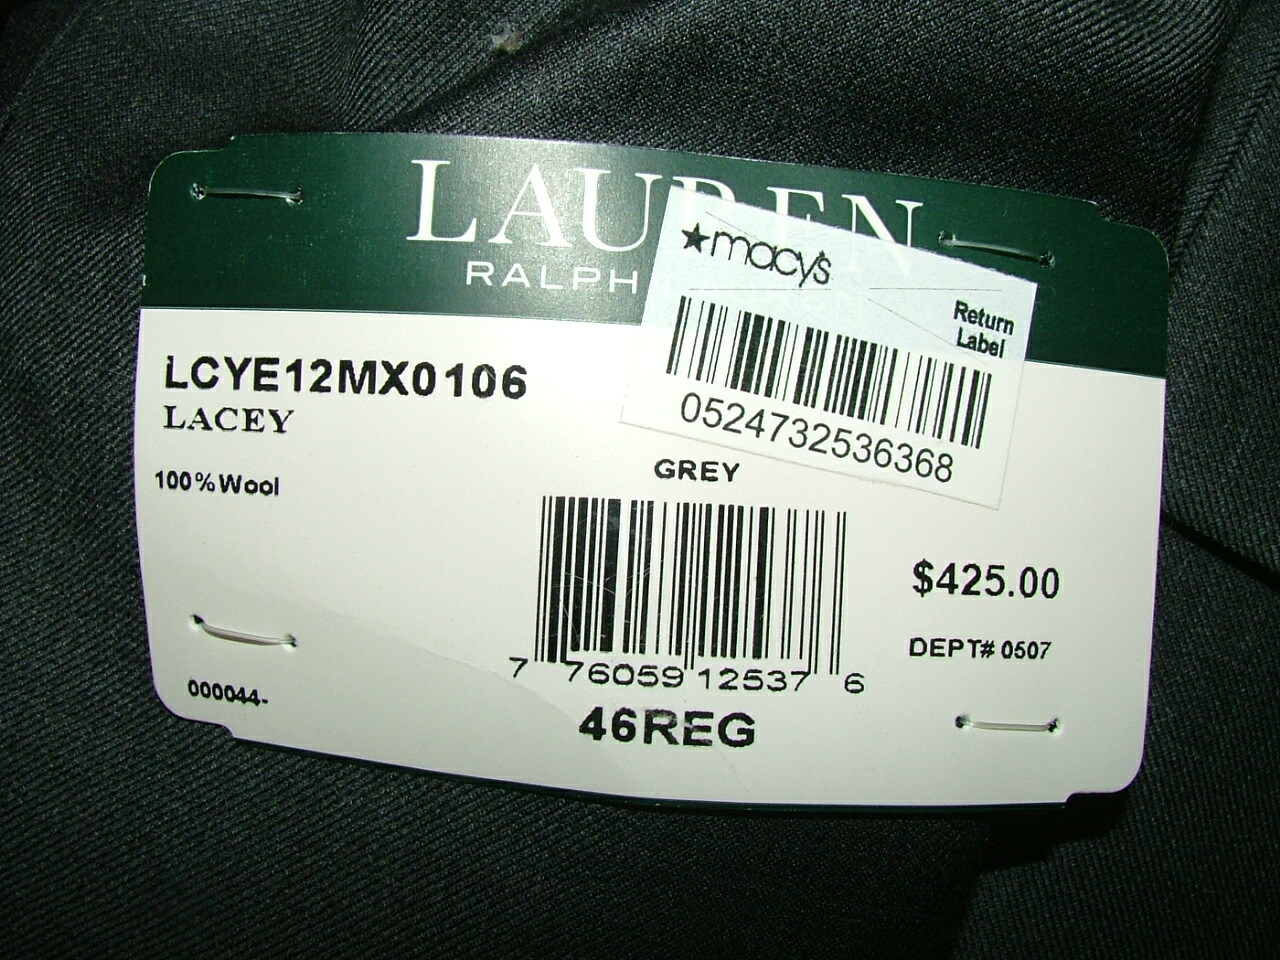 LAUREN
RALPH
★macy's
Return
Label
0524732536368
LCYE12MX0106
LACEY
100%Wool
GREY
$425.00
DEPT# 0507
7 76059 12537 6
000044-
46REG